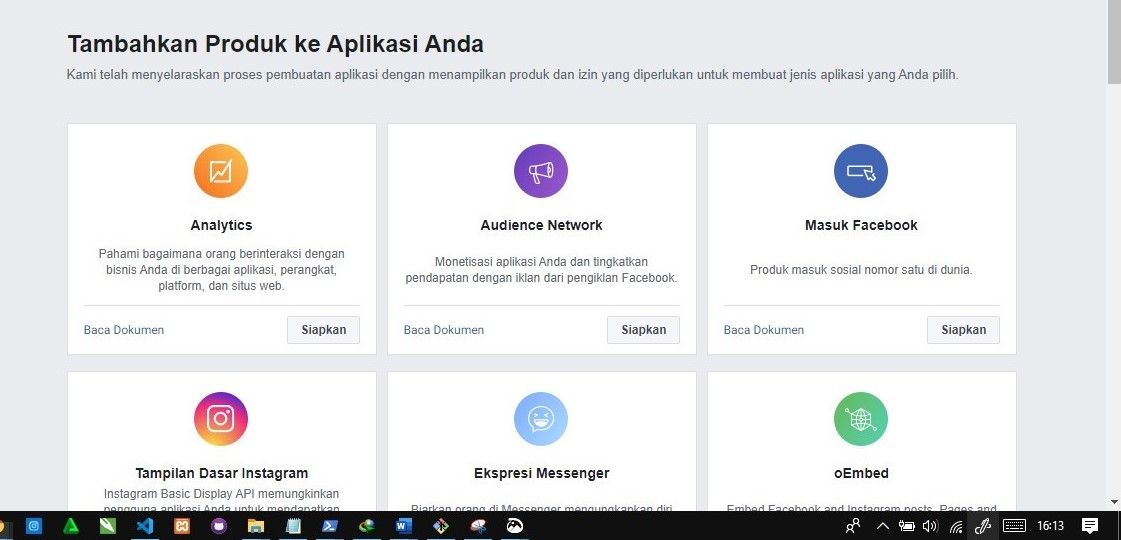 Tambahkan Produk ke Aplikasi Anda
Kami telah menyelaraskan proses pembuatan aplikasi dengan menampilkan produk dan izin yang diperlukan untuk membuat jenis aplikasi yang Anda pilih.
Analytics
Pahami bagaimana orang berinteraksi dengan
bisnis Anda di berbagai aplikasi, perangkat,
platform, dan situs web.
Baca Dokumen
Siapkan
Audience Network
Monetisasi aplikasi Anda dan tingkatkan
pendapatan dengan iklan dari pengiklan Facebook.
Baca Dokumen
Siapkan
Masuk Facebook
Produk masuk sosial nomor satu di dunia.
Baca Dokumen
Siapkan
Tampilan Dasar Instagram
Instagram Basic Display API memungkinkan
pengguna aplikasi Anda untuk mendapatkan
Ekspresi Messenger
Biarkan orang di Messenger mengungkapkan diri
oEmbed
Embed Facebook and Instagram posts, Pages and
16:13